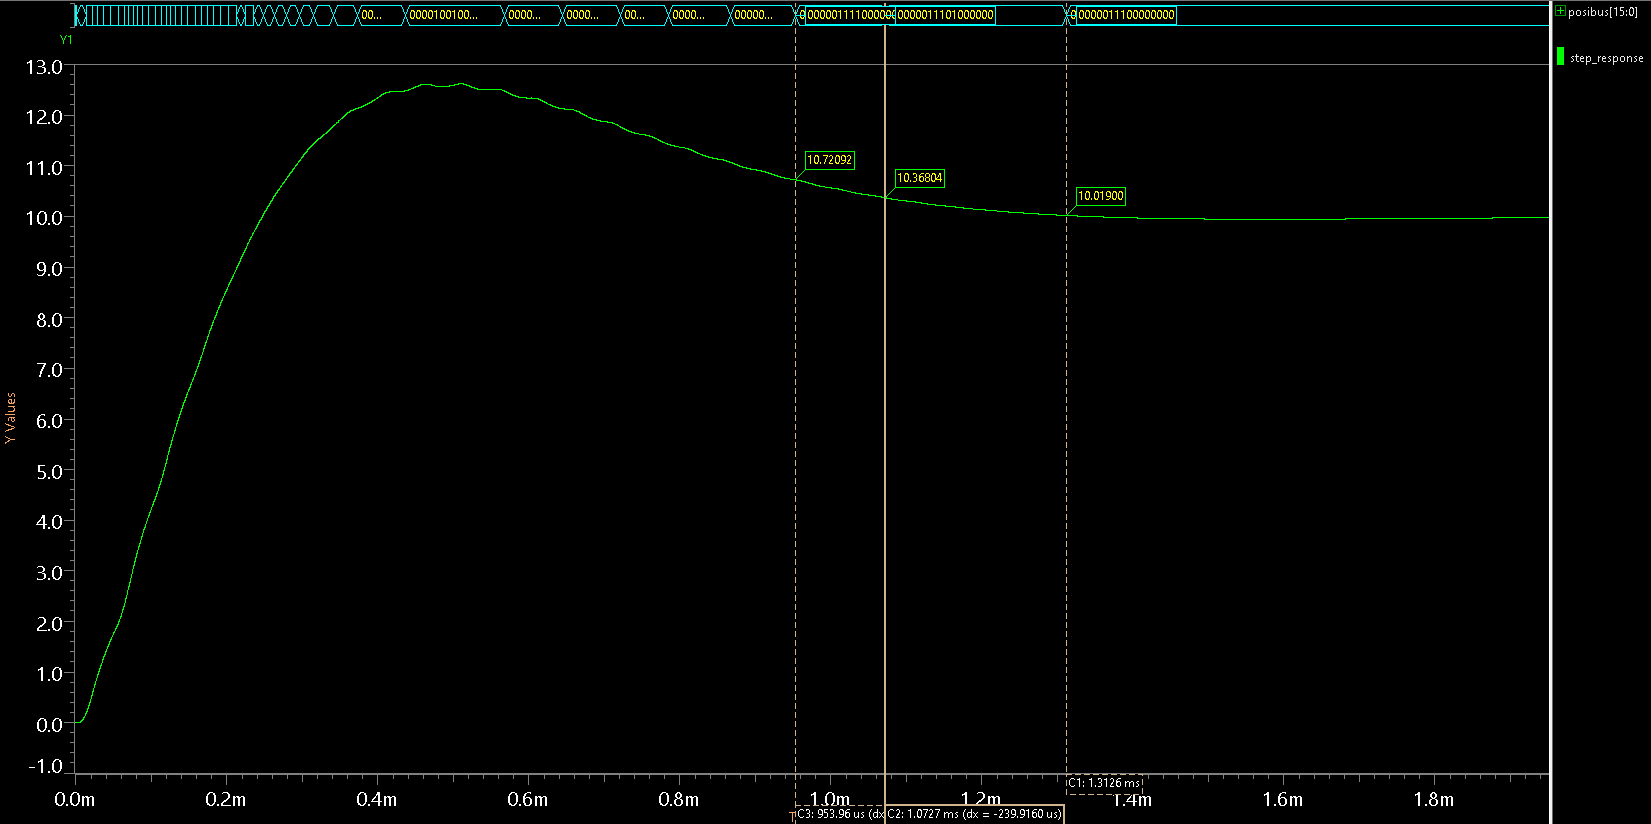 00...
0000100100...
0000...
0000...
00...
0000...
00000...
0000001111000000
0000011101000000
0000011100000000
posibus[15:0]
step_response
Y1
Y Values
13.0
12.0
11.0
10.0
9.0
8.0
7.0
6.0
5.0
4.0
3.0
2.0
1.0
0.0
-1.0
10.72092
10.36804
10.01900
0.0m
0.2m
0.4m
0.6m
0.8m
1.0m
1.2m
1.4m
1.6m
1.8m
C1: 1.3126 ms
C3: 953.96 us (dx
C2: 1.0727 ms (dx = -239.9160 us)